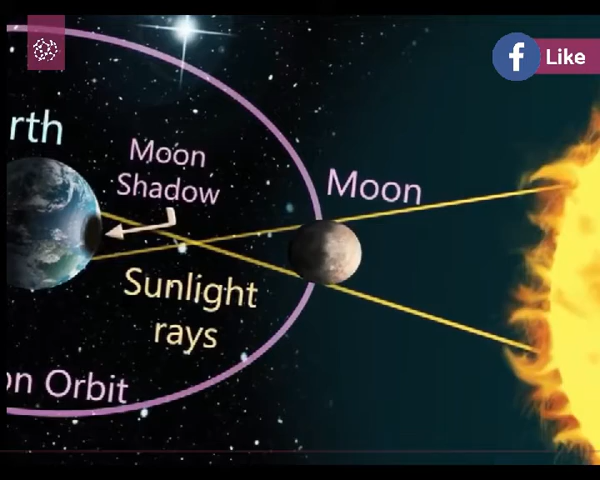 f Like
rth
Moon
Shadow
Moon
Sunlight
rays
on Orbit